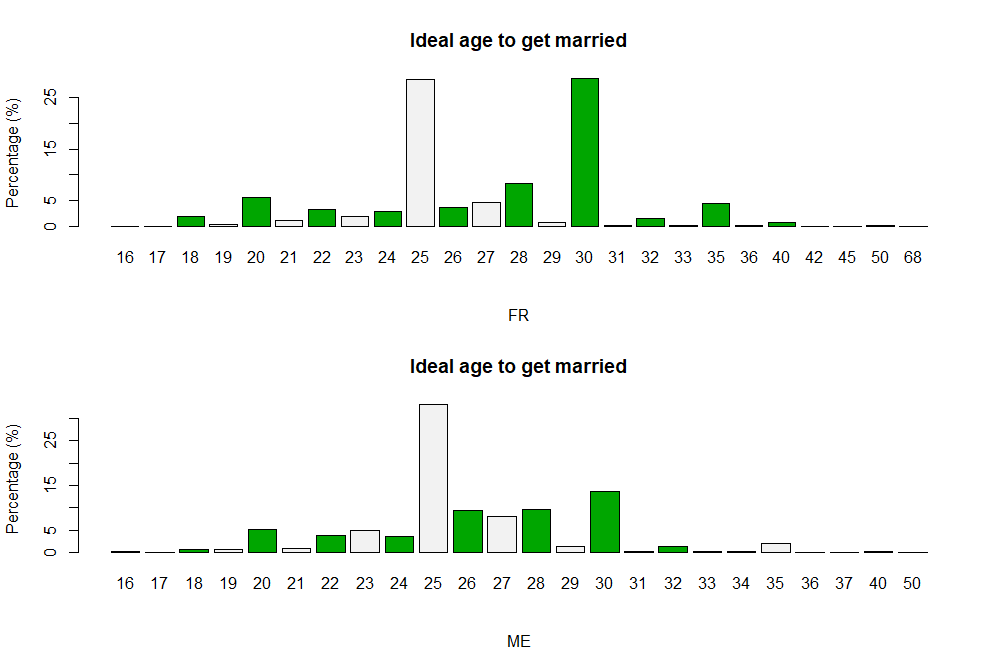 Ideal age to get married
Percentage (%)
25
15
5
0
16 17 18 19 20 21 22 23 24 25 26 27 28 29 30 31 32 33 35 36 40 42 45 50 68
FR
Ideal age to get married
Percentage (%)
25
15
5
0
16 17 18 19 20 21 22 23 24 25 26 27 28 29 30 31 32 33 34 35 36 37 40 50
ME